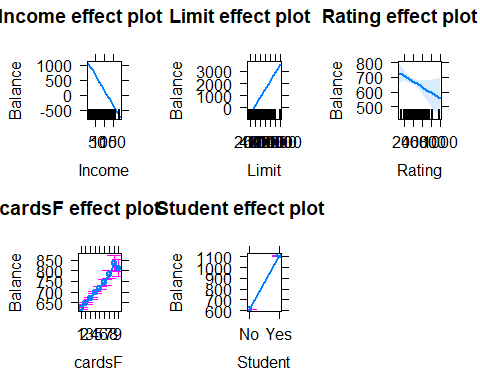 Income effect plot
Limit effect plot
Rating effect plot
Balance
1000
500
0
-500
Income
Balance
3000
2000
1000
0
Limit
Balance
800
700
600
500
Rating
cardsF effect plot
Student effect plot
Balance
850
800
750
700
650
cardsF
Balance
1100
1000
900
800
700
600
No Yes
Student